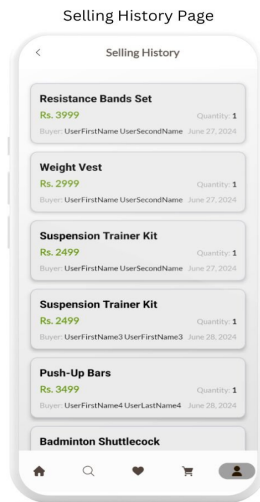 Selling History Page
Selling History
Resistance Bands Set
Rs. 3999 Quantity: 1
Buyer: UserFirstName UserSecondName June 27, 2024
Weight Vest
Rs. 2999 Quantity: 1
Buyer: UserFirstName UserSecondName June 27, 2024
Suspension Trainer Kit
Rs. 2499 Quantity: 1
Buyer: UserFirstName UserSecondName June 27, 2024
Suspension Trainer Kit
Rs. 2499 Quantity: 1
Buyer: UserFirstName3 UserFirstName3 June 28, 2024
Push-Up Bars
Rs. 3499 Quantity: 1
Buyer: UserFirstName4 UserLastName4 June 28, 2024
Badminton Shuttlecock